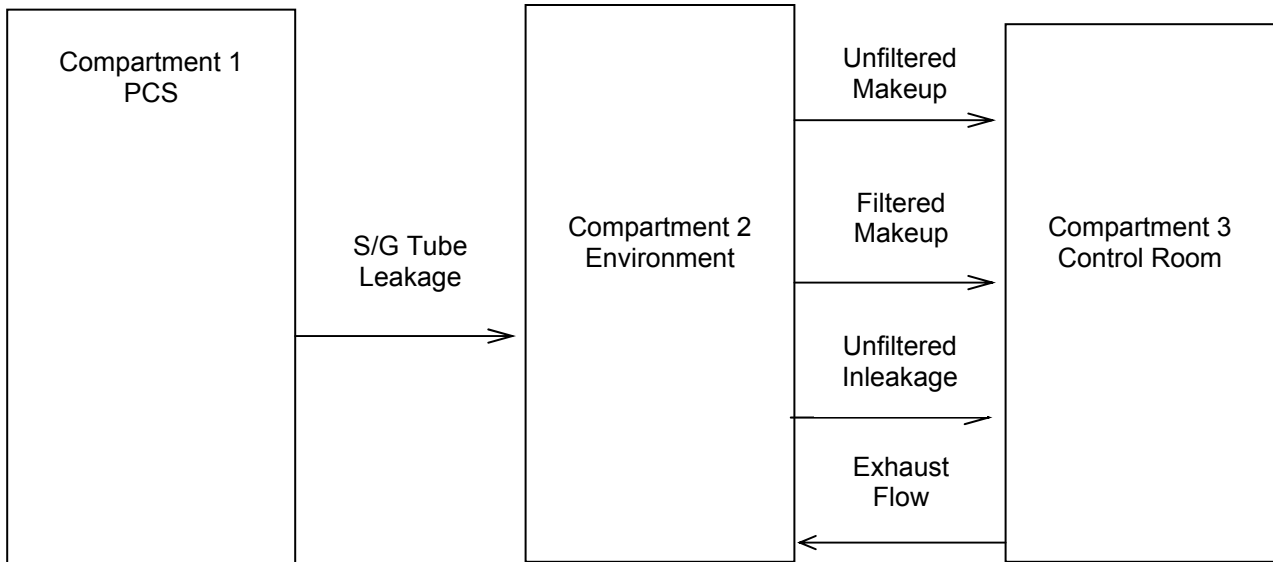 Compartment 1
PCS
S/G Tube
Leakage
Compartment 2
Environment
Unfiltered
Makeup
Filtered
Makeup
Unfiltered
Inleakage
Exhaust
Flow
Compartment 3
Control Room